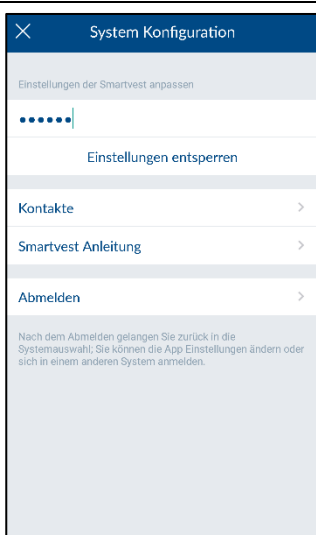 System Konfiguration
Einstellungen der Smartvest anpassen
••••••
Einstellungen entsperren
Kontakte
Smartvest Anleitung
Abmelden
Nach dem Abmelden gelangen Sie zurück in die
Systemauswahl; Sie können die App Einstellungen ändern oder
sich in einem anderen System anmelden.